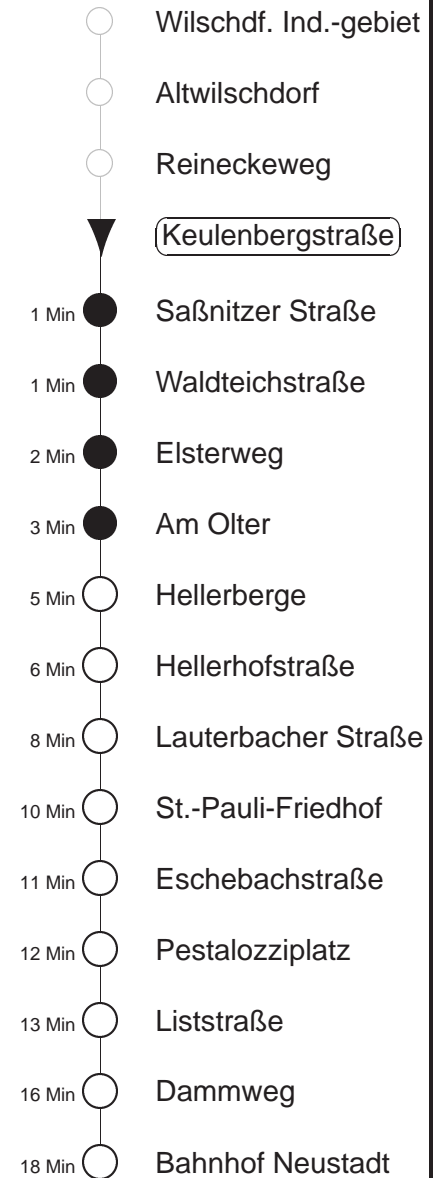 Wilschdf. Ind.-gebiet
Altwilschdorf
Reineckeweg
Keulenbergstraße
1 Min Saßnitzer Straße
1 Min Waldteichstraße
2 Min Elsterweg
3 Min Am Olter
5 Min Hellerberge
6 Min Hellerhofstraße
8 Min Lauterbacher Straße
10 Min St.-Pauli-Friedhof
11 Min Eschebachstraße
12 Min Pestalozziplatz
13 Min Liststraße
16 Min Dammweg
18 Min Bahnhof Neustadt